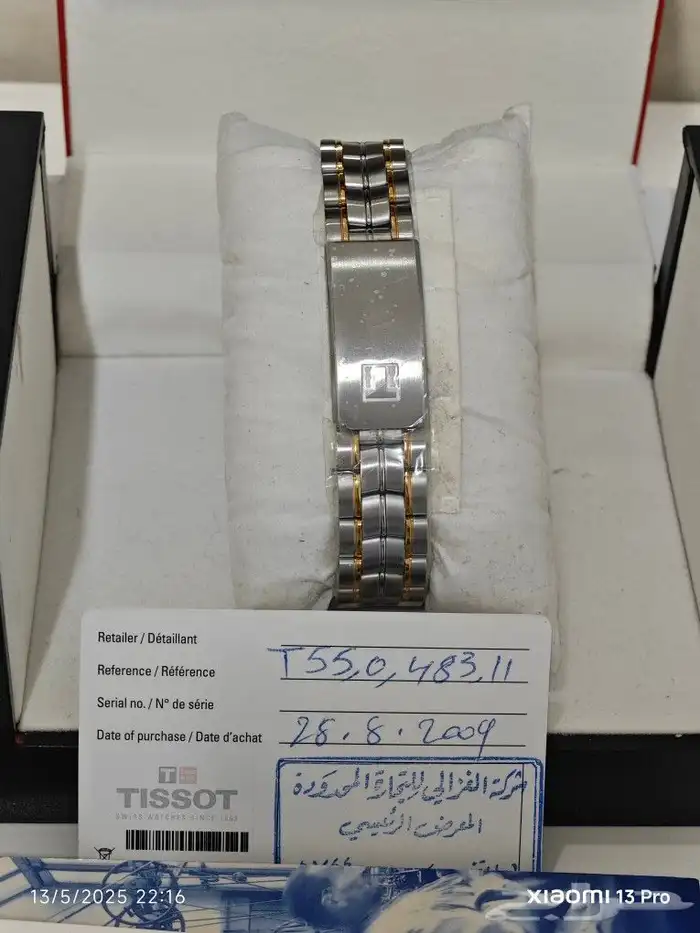 Retailer / Détaillant
Reference / Référence T55.0.483.11
Serial no. / N° de série
Date of purchase / Date d'achat 28.8.2009
T
TISSOT
SWISS WATCHES SINCE 1853
شركة الغزالي للتجارة المحدودة
المعرض الرئيسي
13/5/2025 22:16
XIAOMI 13 Pro